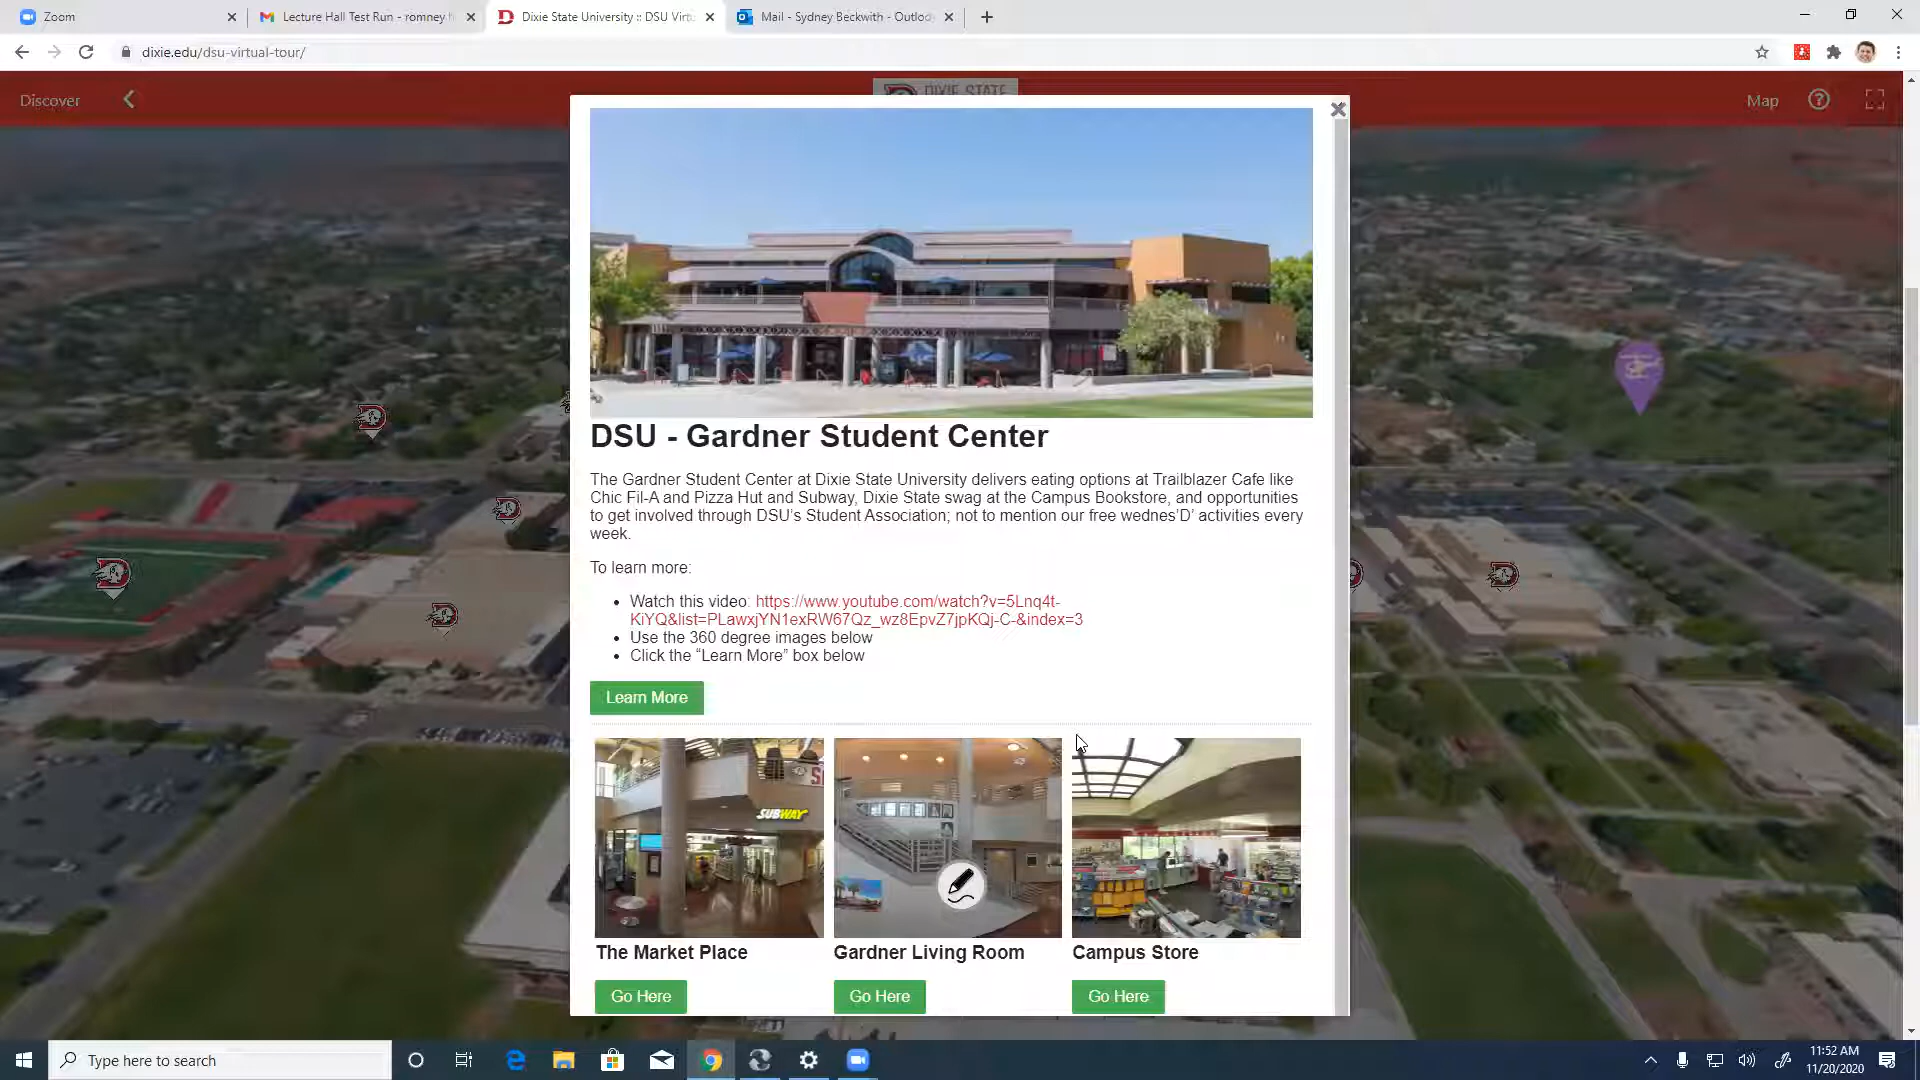 Zoom
Lecture Hall Test Run - romney
Dixie State University :: DSU Virt
Mail - Sydney Beckwith - Outloo
dixie.edu/dsu-virtual-tour/
Discover
DIXIE STATE
Map
DSU - Gardner Student Center
The Gardner Student Center at Dixie State University delivers eating options at Trailblazer Cafe like
Chic Fil-A and Pizza Hut and Subway, Dixie State swag at the Campus Bookstore, and opportunities
to get involved through DSU's Student Association; not to mention our free wednes'D' activities every
week.
To learn more:
• Watch this video: https://www.youtube.com/watch?v=5Lnq4t-
KiYQ&list=PLawxjYN1exRW67Qz_wz8EpvZ7jpKQj-C-&index=3
• Use the 360 degree images below
• Click the “Learn More” box below
Learn More
SUBWAY
The Market Place
Gardner Living Room
Campus Store
Go Here
Go Here
Go Here
Type here to search
11:52 AM
11/20/2020